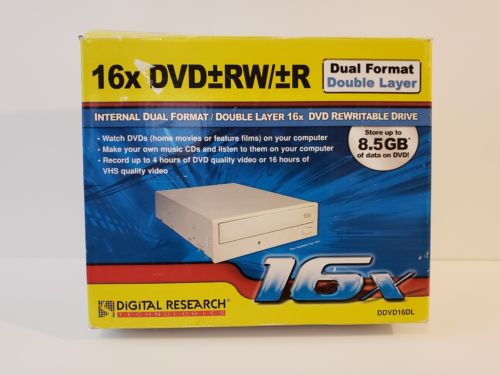 16x DVD±RW/±R
Dual Format
Double Layer
INTERNAL DUAL FORMAT / DOUBLE LAYER 16x DVD REWRITABLE DRIVE
• Watch DVDs (home movies or feature films) on your computer
• Make your own music CDs and listen to them on your computer
• Record up to 4 hours of DVD quality video or 16 hours of
VHS quality video
Store up to
8.5GB*
of data on DVD!
16x
DIGITAL RESEARCH®
TECHNOLOGIES
DDVD16DL